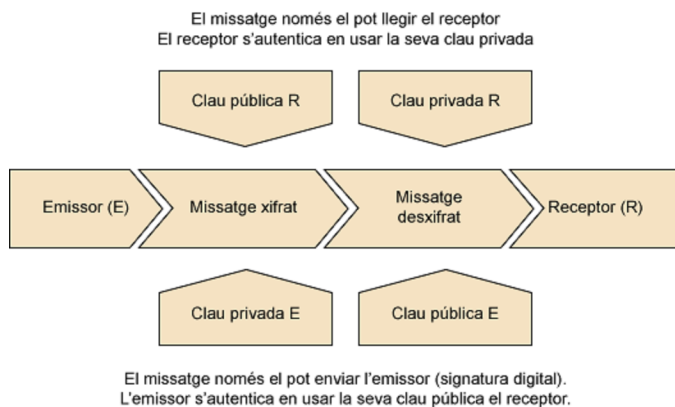 El missatge només el pot llegir el receptor
El receptor s'autentica en usar la seva clau privada
Clau pública R
Clau privada R
Emissor (E)
Missatge xifrat
Missatge
desxifrat
Receptor (R)
Clau privada E
Clau pública E
El missatge només el pot enviar l'emissor (signatura digital).
L'emissor s'autentica en usar la seva clau pública el receptor.